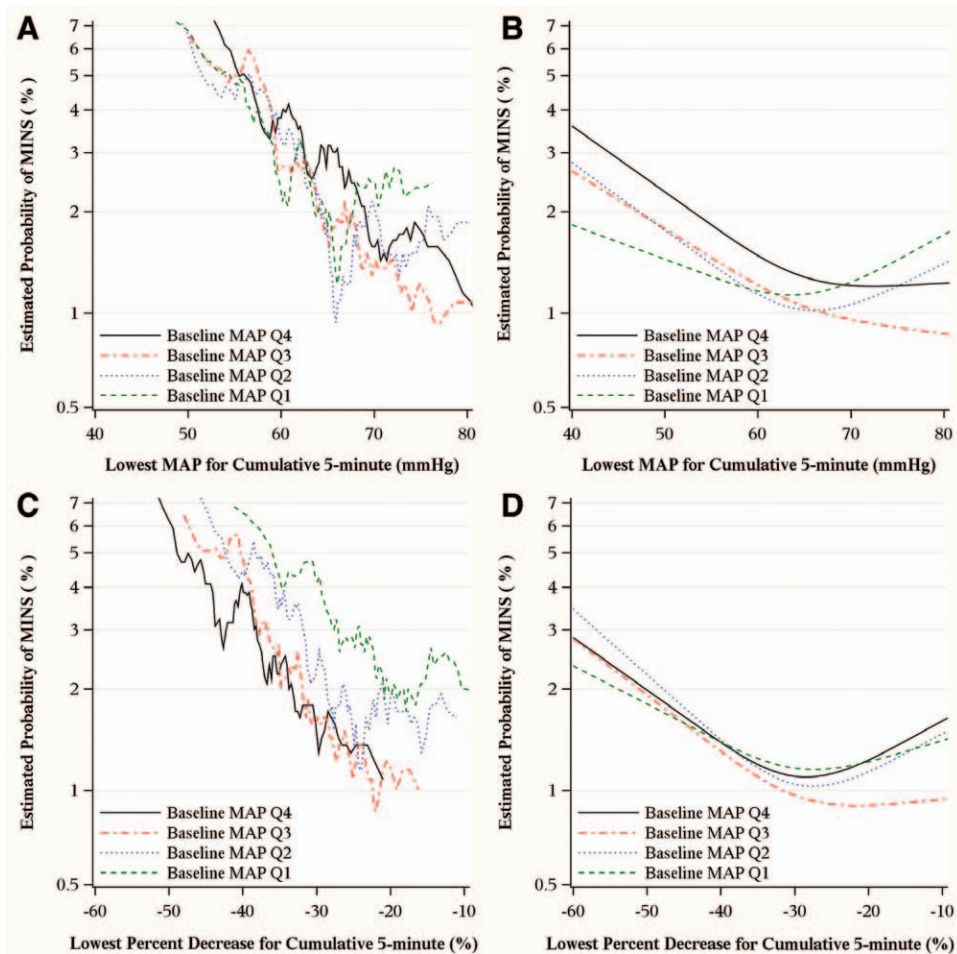 A
Estimated Probability of MINS ( % )
7
6
5
4
3
2
1
0.5
Baseline MAP Q4
Baseline MAP Q3
Baseline MAP Q2
Baseline MAP Q1
40 50 60 70 80
Lowest MAP for Cumulative 5-minute (mmHg)
B
Estimated Probability of MINS ( % )
7
6
5
4
3
2
1
0.5
Baseline MAP Q4
Baseline MAP Q3
Baseline MAP Q2
Baseline MAP Q1
40 50 60 70 80
Lowest MAP for Cumulative 5-minute (mmHg)
C
Estimated Probability of MINS ( % )
7
6
5
4
3
2
1
0.5
Baseline MAP Q4
Baseline MAP Q3
Baseline MAP Q2
Baseline MAP Q1
-60 -50 -40 -30 -20 -10
Lowest Percent Decrease for Cumulative 5-minute (%)
D
Estimated Probability of MINS ( % )
7
6
5
4
3
2
1
0.5
Baseline MAP Q4
Baseline MAP Q3
Baseline MAP Q2
Baseline MAP Q1
-60 -50 -40 -30 -20 -10
Lowest Percent Decrease for Cumulative 5-minute (%)